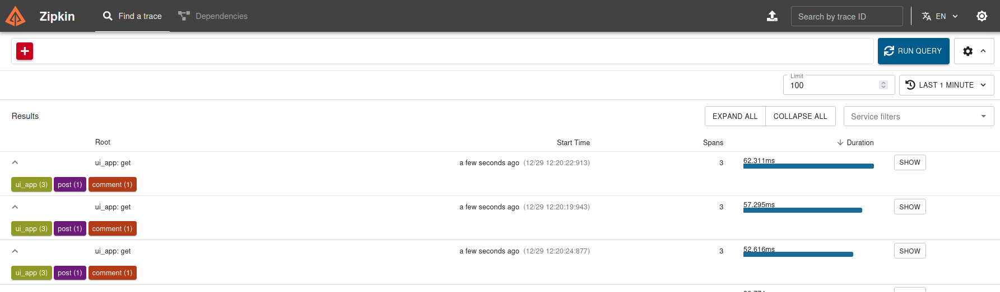 Zipkin
Find a trace
Dependencies
Search by trace ID
EN
RUN QUERY
Limit
100
LAST 1 MINUTE
Results
EXPAND ALL
COLLAPSE ALL
Service filters
Root
Start Time
Spans
Duration
ui_app: get
a few seconds ago (12/29 12:20:22:913)
3
62.311ms
SHOW
ui_app (3)
post (1)
comment (1)
ui_app: get
a few seconds ago (12/29 12:20:19:943)
3
57.295ms
SHOW
ui_app (3)
post (1)
comment (1)
ui_app: get
a few seconds ago (12/29 12:20:24:877)
3
52.616ms
SHOW
ui_app (3)
post (1)
comment (1)